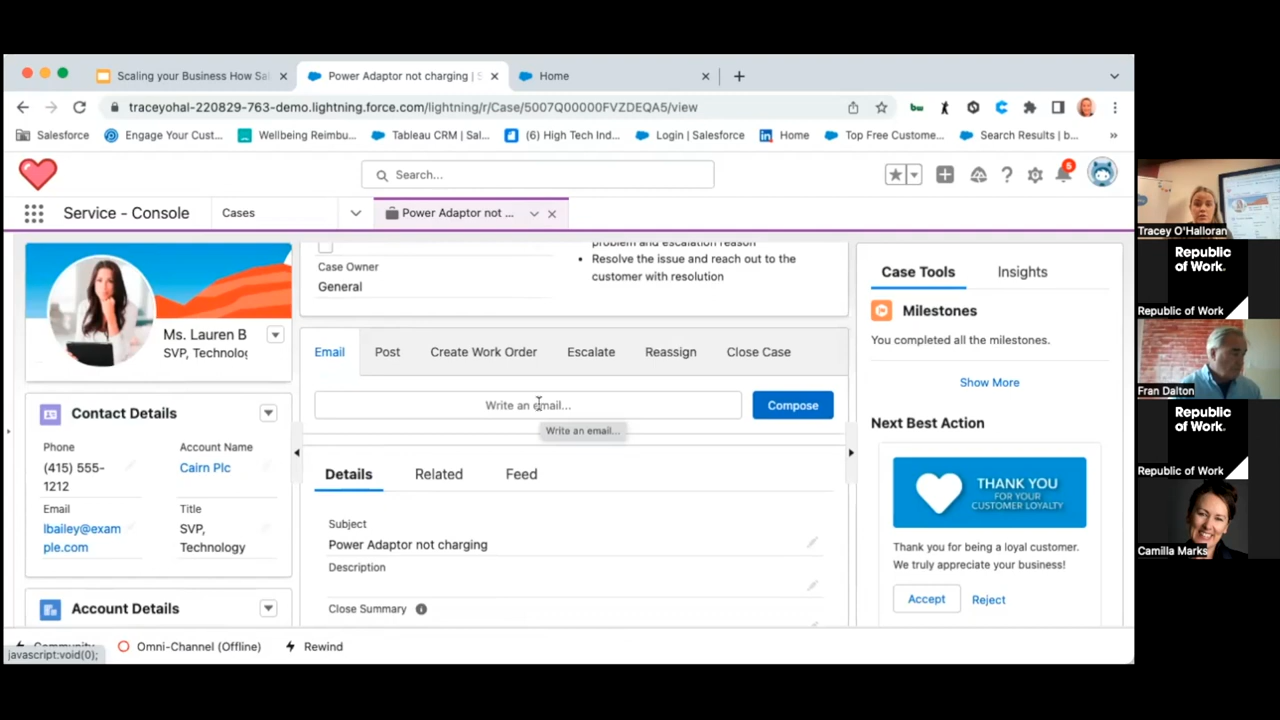 Scaling your Business How Sa
Power Adaptor not charging | S
Home
traceyohal-220829-763-demo.lightning.force.com/lightning/r/Case/5007Q00000FVZDEQA5/view
Salesforce
Engage Your Cust...
Wellbeing Reimbu...
Tableau CRM | Sal...
(6) High Tech Ind...
Login | Salesforce
Home
Top Free Custome...
Search Results | b...
Search...
5
Service - Console
Cases
Power Adaptor not ...
Ms. Lauren B
SVP, Technolog
Contact Details
Phone
(415) 555-
1212
Account Name
Cairn Plc
Email
lbailey@exam
ple.com
Title
SVP,
Technology
Account Details
problem and escalation reason
Resolve the issue and reach out to the
customer with resolution
Case Owner
General
Email
Post
Create Work Order
Escalate
Reassign
Close Case
Write an email...
Compose
Write an email...
Details
Related
Feed
Subject
Power Adaptor not charging
Description
Close Summary
Case Tools
Insights
Milestones
You completed all the milestones.
Show More
Next Best Action
THANK YOU
FOR YOUR
CUSTOMER LOYALTY
Thank you for being a loyal customer.
We truly appreciate your business!
Accept
Reject
Community
Omni-Channel (Offline)
Rewind
javascript:void(0);
Tracey O'Halloran
Republic
of Work.
Republic of Work
Fran Dalton
Republic
of Work.
Republic of Work
Camilla Marks